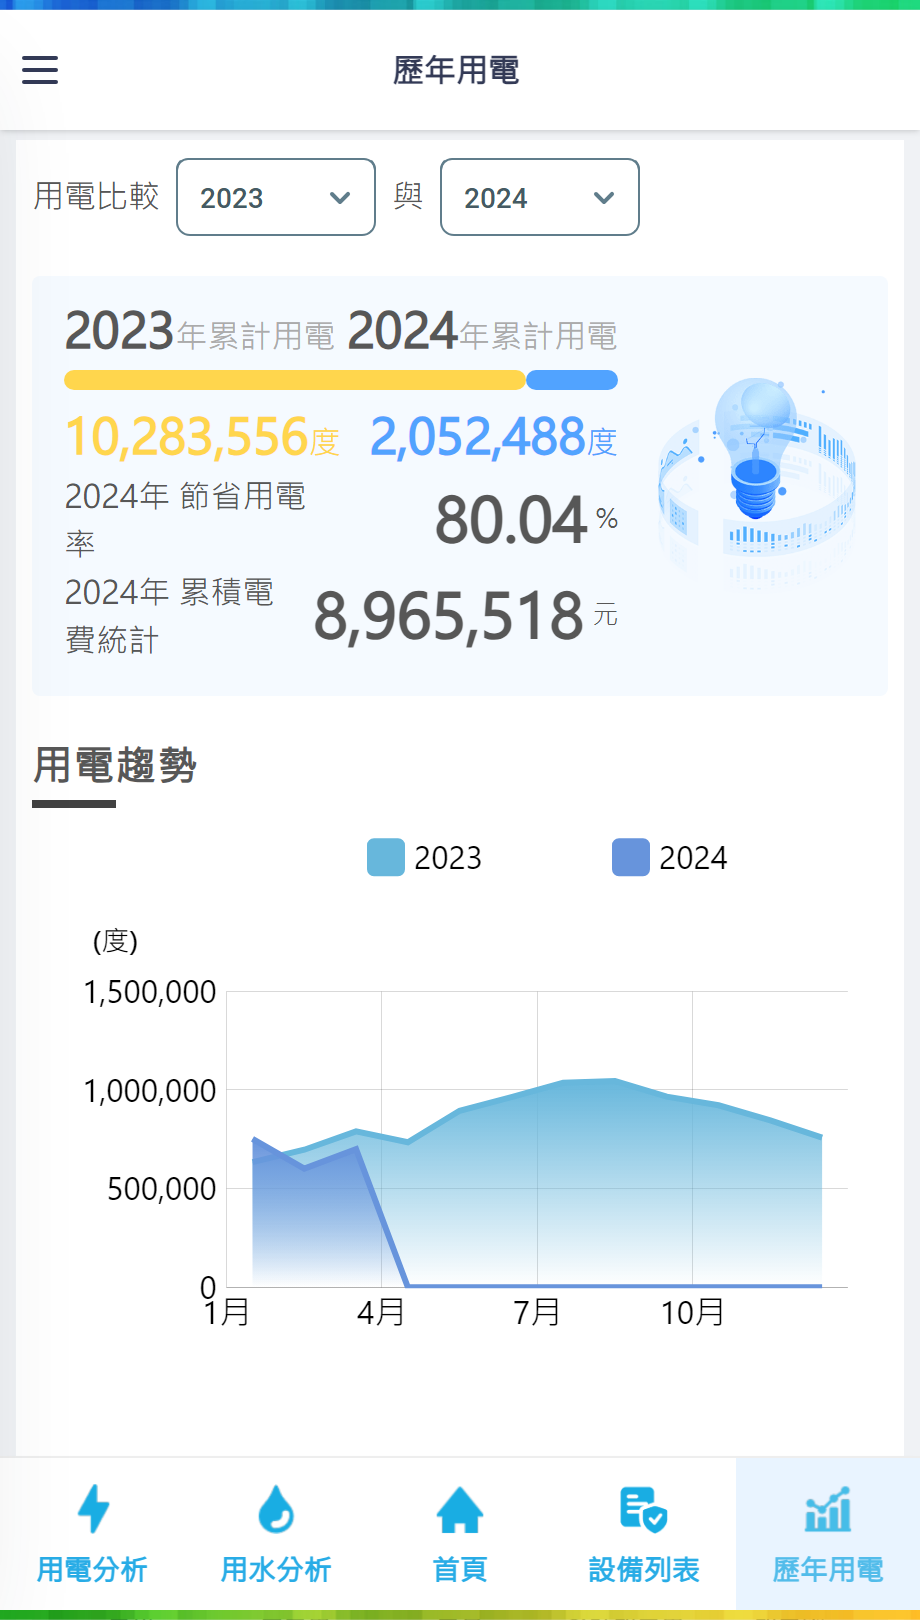 歷年用電
用電比較 2023 與 2024
2023年累計用電 2024年累計用電
10,283,556度 2,052,488度
2024年 節省用電
率
80.04 %
2024年 累積電
費統計
8,965,518 元
用電趨勢
2023 2024
(度)
1,500,000
1,000,000
500,000
0
1月 4月 7月 10月
用電分析 用水分析 首頁 設備列表 歷年用電